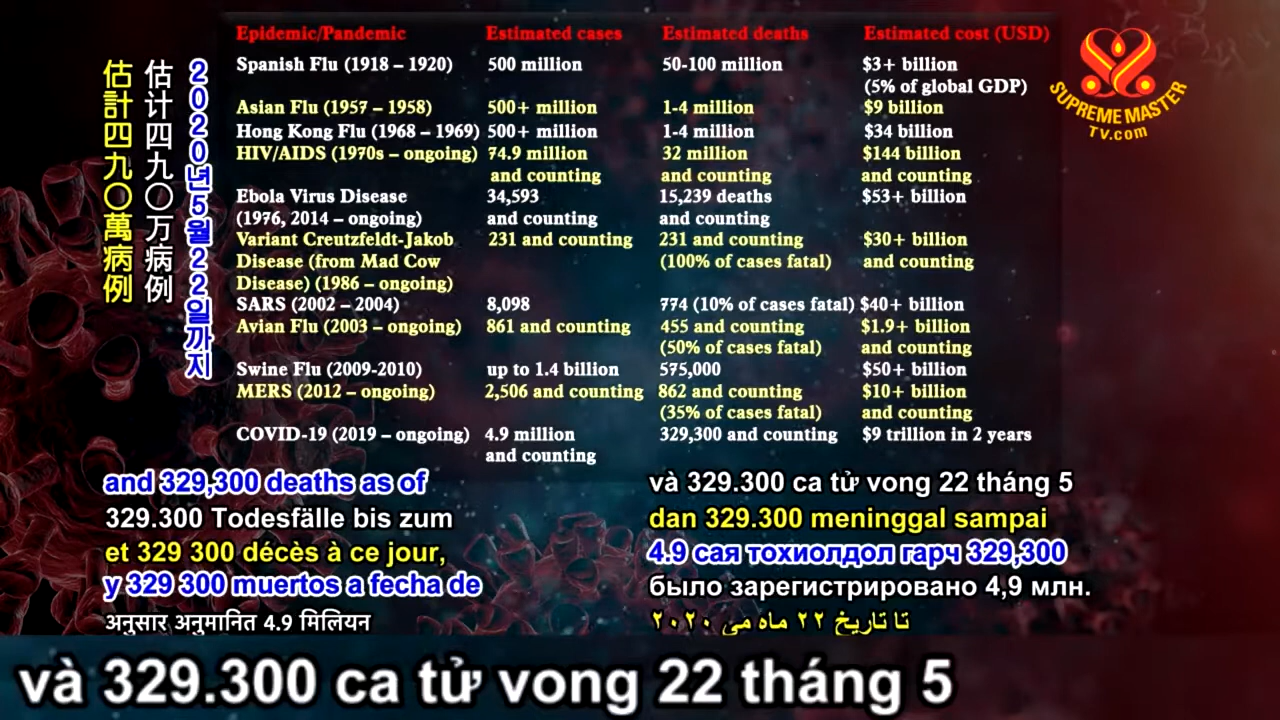 Epidemic/Pandemic Estimated cases Estimated deaths Estimated cost (USD)
Spanish Flu (1918 – 1920) 500 million 50-100 million $3+ billion
(5% of global GDP)
Asian Flu (1957 – 1958) 500+ million 1-4 million $9 billion
Hong Kong Flu (1968 – 1969) 500+ million 1-4 million $34 billion
HIV/AIDS (1970s – ongoing) 74.9 million 32 million $144 billion
and counting and counting and counting
Ebola Virus Disease 34,593 15,239 deaths $53+ billion
(1976, 2014 – ongoing) and counting and counting
Variant Creutzfeldt-Jakob 231 and counting 231 and counting $30+ billion
Disease (from Mad Cow (100% of cases fatal) and counting
Disease) (1986 – ongoing)
SARS (2002 – 2004) 8,098 774 (10% of cases fatal) $40+ billion
Avian Flu (2003 – ongoing) 861 and counting 455 and counting $1.9+ billion
(50% of cases fatal) and counting
Swine Flu (2009-2010) up to 1.4 billion 575,000 $50+ billion
MERS (2012 – ongoing) 2,506 and counting 862 and counting $10+ billion
(35% of cases fatal) and counting
COVID-19 (2019 – ongoing) 4.9 million 329,300 and counting $9 trillion in 2 years
and counting
SUPREME MASTER
TV.com
估計四九〇萬病例
估计四九〇万病例
2020년5월22일까지
and 329,300 deaths as of
329.300 Todesfälle bis zum
et 329 300 décès à ce jour,
y 329 300 muertos a fecha de
अनुसार अनुमानित 4.9 मिलियन
và 329.300 ca tử vong 22 tháng 5
dan 329.300 meninggal sampai
4.9 сая тохиолдол гарч 329,300
было зарегистрировано 4,9 млн.
تا تاریخ ۲۲ ماه می ۲۰۲۰
và 329.300 ca tử vong 22 tháng 5